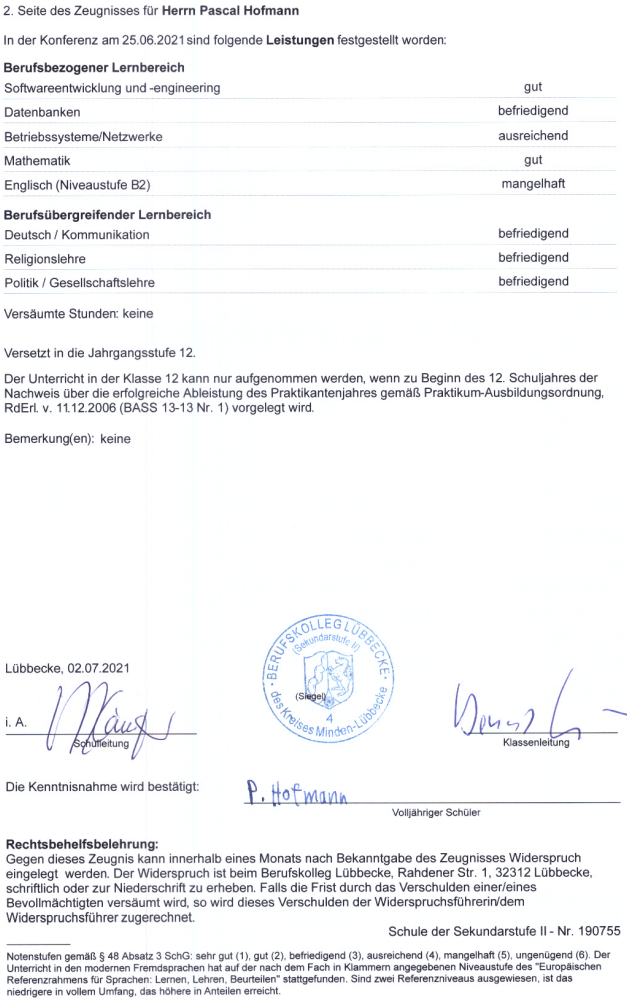 2. Seite des Zeugnisses für Herrn Pascal Hofmann
In der Konferenz am 25.06.2021 sind folgende Leistungen festgestellt worden:
Berufsbezogener Lernbereich
Softwareentwicklung und -engineering gut
Datenbanken befriedigend
Betriebssysteme/Netzwerke ausreichend
Mathematik gut
Englisch (Niveaustufe B2) mangelhaft
Berufsübergreifender Lernbereich
Deutsch / Kommunikation befriedigend
Religionslehre befriedigend
Politik / Gesellschaftslehre befriedigend
Versäumte Stunden: keine
Versetzt in die Jahrgangsstufe 12.
Der Unterricht in der Klasse 12 kann nur aufgenommen werden, wenn zu Beginn des 12. Schuljahres der
Nachweis über die erfolgreiche Ableistung des Praktikantenjahres gemäß Praktikum-Ausbildungsordnung,
RdErl. v. 11.12.2006 (BASS 13-13 Nr. 1) vorgelegt wird.
Bemerkung(en): keine
BERUFSKOLLEG LÜBBECKE
(Sekundarstufe II)
(Siegel)
4
des Kreises Minden-Lübbecke
Lübbecke, 02.07.2021
i. A.
Schulleitung
Klassenleitung
Die Kenntnisnahme wird bestätigt: P. Hofmann
Volljähriger Schüler
Rechtsbehelfsbelehrung:
Gegen dieses Zeugnis kann innerhalb eines Monats nach Bekanntgabe des Zeugnisses Widerspruch
eingelegt werden. Der Widerspruch ist beim Berufskolleg Lübbecke, Rahdener Str. 1, 32312 Lübbecke,
schriftlich oder zur Niederschrift zu erheben. Falls die Frist durch das Verschulden einer/eines
Bevollmächtigten versäumt wird, so wird dieses Verschulden der Widerspruchsführerin/dem
Widerspruchsführer zugerechnet.
Schule der Sekundarstufe II - Nr. 190755
Notenstufen gemäß § 48 Absatz 3 SchG: sehr gut (1), gut (2), befriedigend (3), ausreichend (4), mangelhaft (5), ungenügend (6). Der
Unterricht in den modernen Fremdsprachen hat auf der nach dem Fach in Klammern angegebenen Niveaustufe des "Europäischen
Referenzrahmens für Sprachen: Lernen, Lehren, Beurteilen" stattgefunden. Sind zwei Referenzniveaus ausgewiesen, ist das
niedrigere in vollem Umfang, das höhere in Anteilen erreicht.